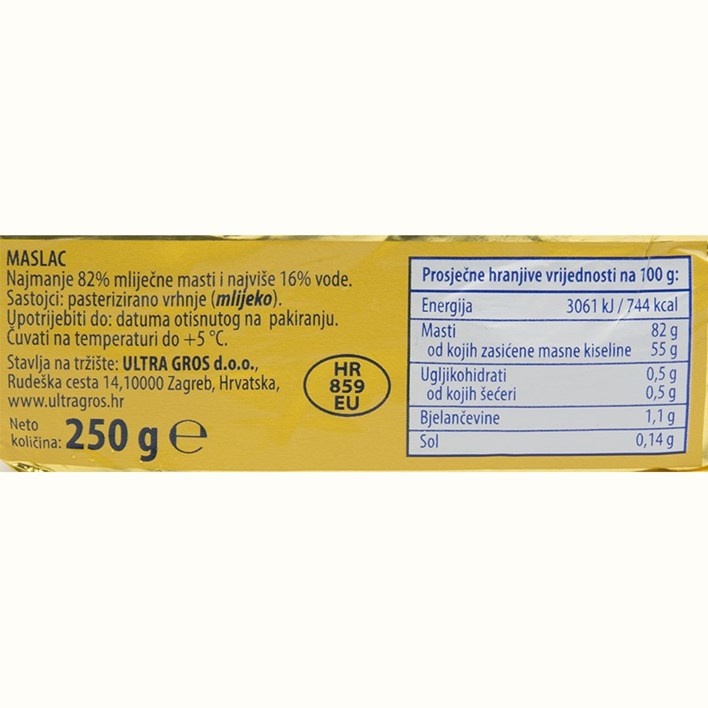 MASLAC
Najmanje 82% mliječne masti i najviše 16% vode.
Sastojci: pasterizirano vrhnje (mlijeko).
Upotrijebiti do: datuma otisnutog na pakiranju.
Čuvati na temperaturi do +5 °C.
Stavlja na tržište: ULTRA GROS d.o.o.,
Rudeška cesta 14,10000 Zagreb, Hrvatska,
www.ultragros.hr
Neto
količina: 250 g ℮
HR
859
EU
Prosječne hranjive vrijednosti na 100 g:
Energija 3061 kJ / 744 kcal
Masti 82 g
od kojih zasićene masne kiseline 55 g
Ugljikohidrati 0,5 g
od kojih šećeri 0,5 g
Bjelančevine 1,1 g
Sol 0,14 g